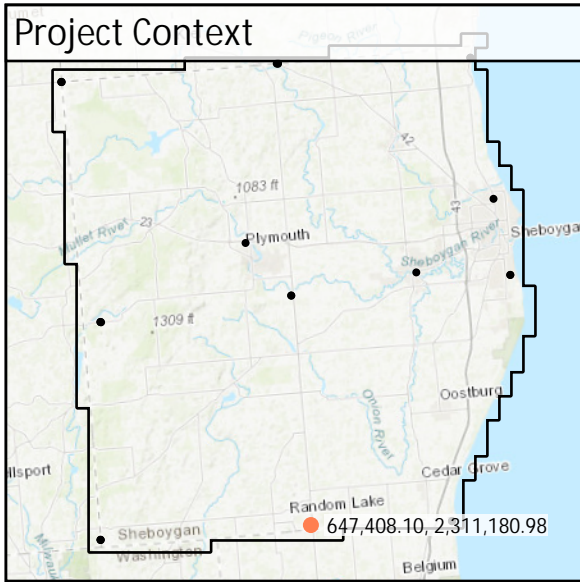 Project Context
Pigeon River
42
1083 ft
43
Mullet River
23
Plymouth
Sheboygan River
Sheboyga
1309 ft
Onion River
Oostburg
Cedar Grove
llsport
Random Lake
647,408.10, 2,311,180.98
Sheboygan
Washington
Milwau
Belgium